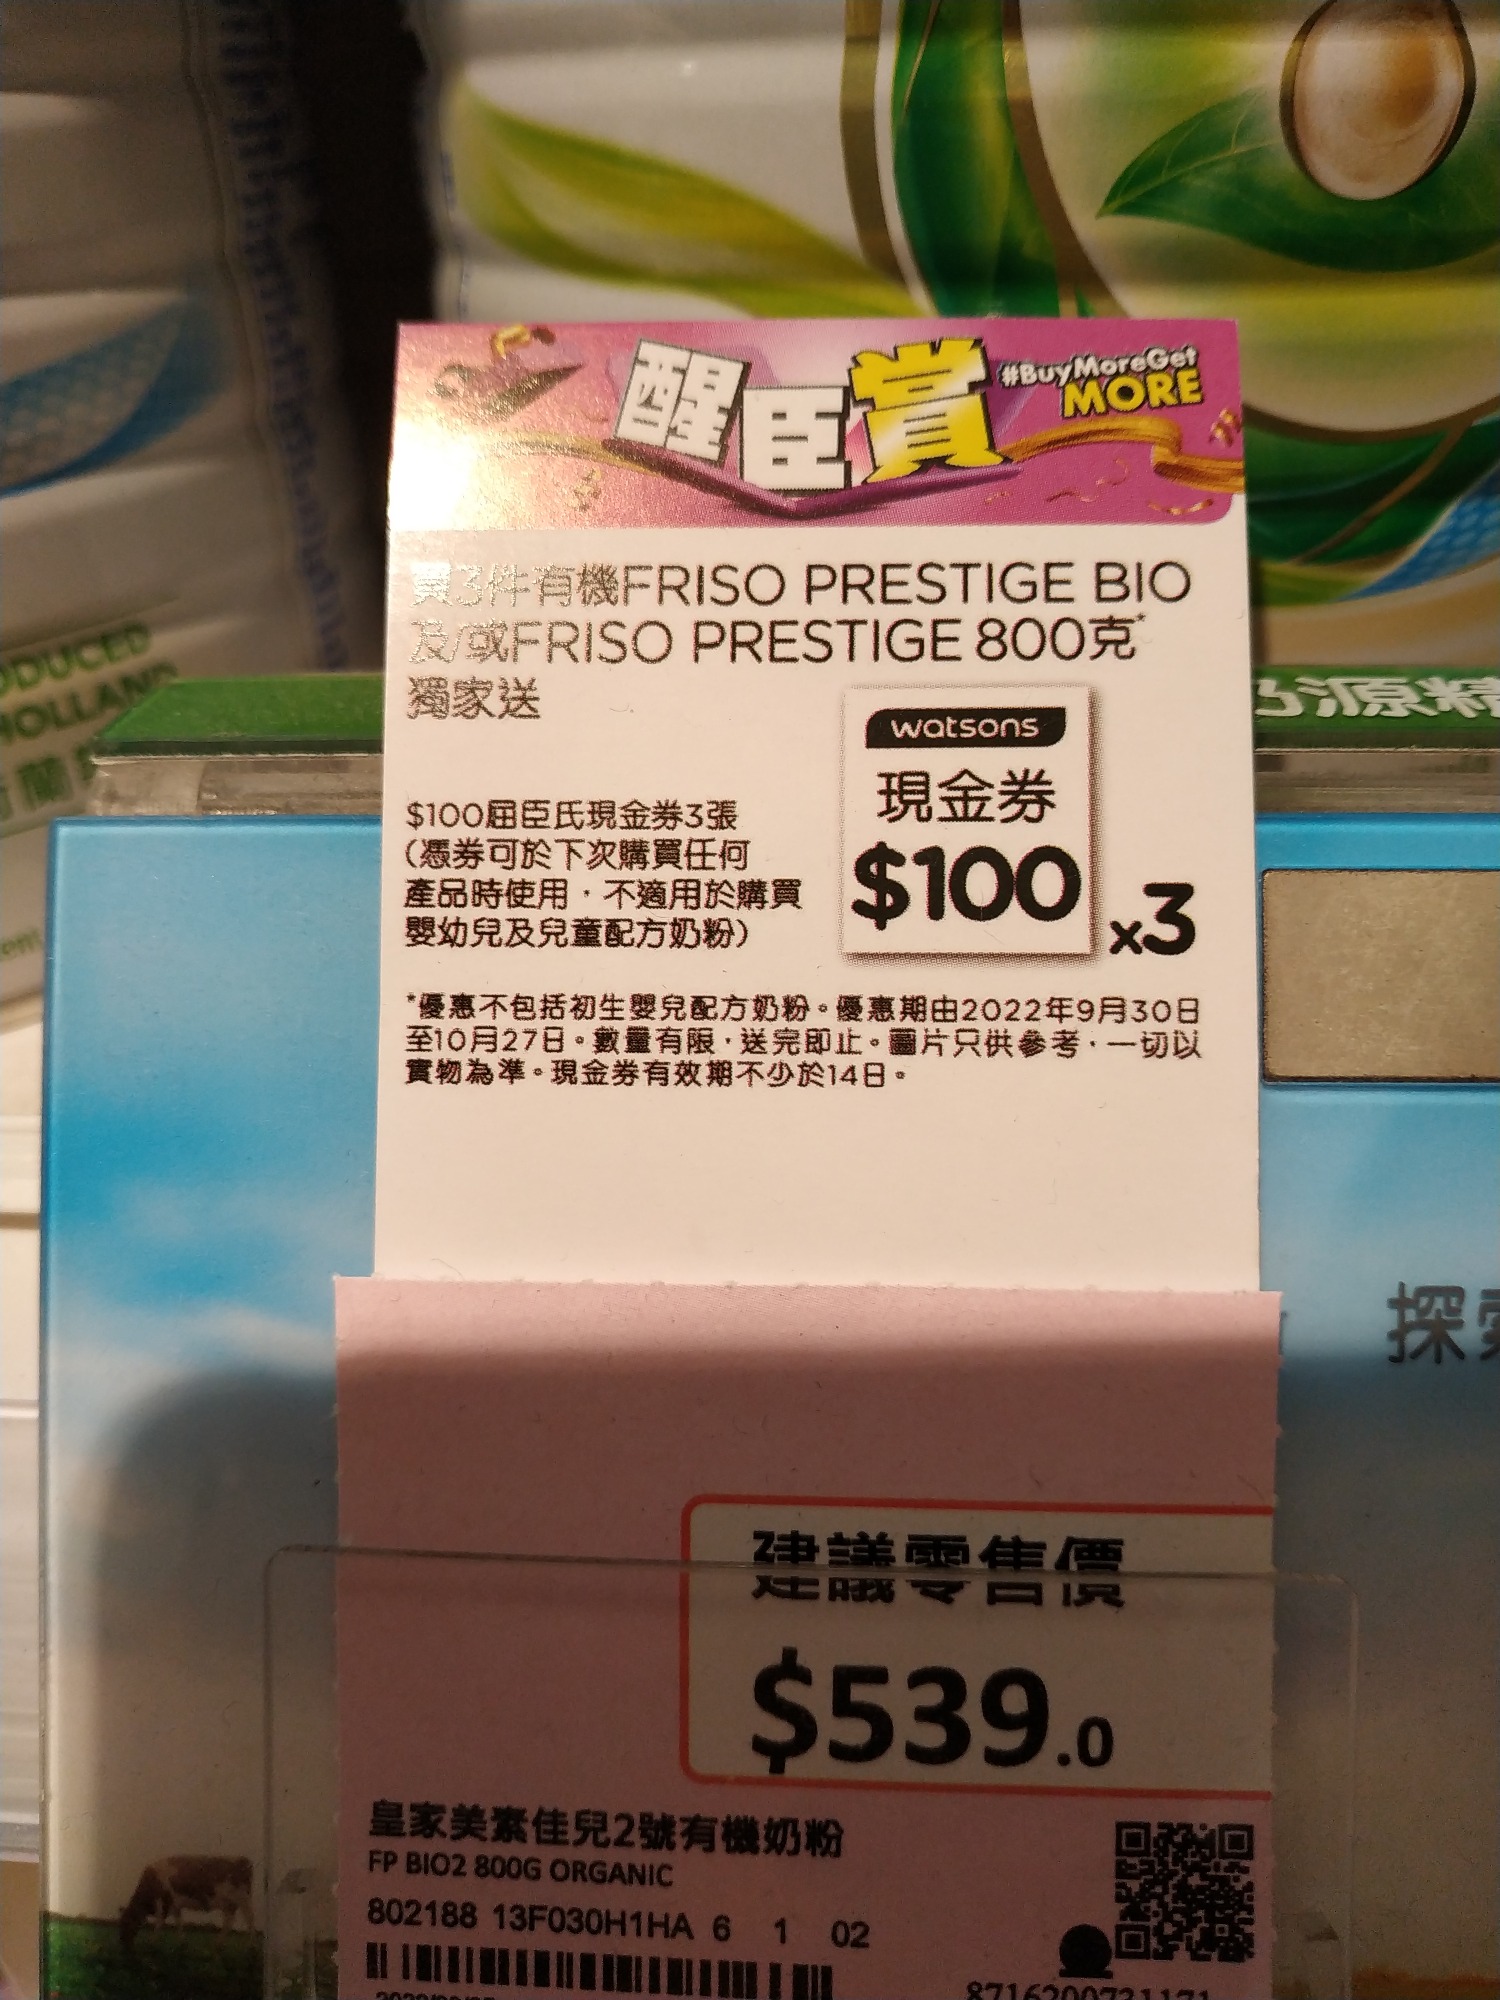 醒臣賞
#BuyMoreGet
MORE
買3件有機FRISO PRESTIGE BIO
及/或FRISO PRESTIGE 800克*
獨家送
watsons
現金券
$100
x3
$100屈臣氏現金券3張
(憑券可於下次購買任何
產品時使用，不適用於購買
嬰幼兒及兒童配方奶粉)
*優惠不包括初生嬰兒配方奶粉。優惠期由2022年9月30日
至10月27日。數量有限，送完即止。圖片只供參考，一切以
實物為準。現金券有效期不少於14日。
ODUCED
HOLLAND
源精
探索
建議零售價
$539.0
皇家美素佳兒2號有機奶粉
FP BIO2 800G ORGANIC
802188 13F030H1HA 6 1 02
8716200731171